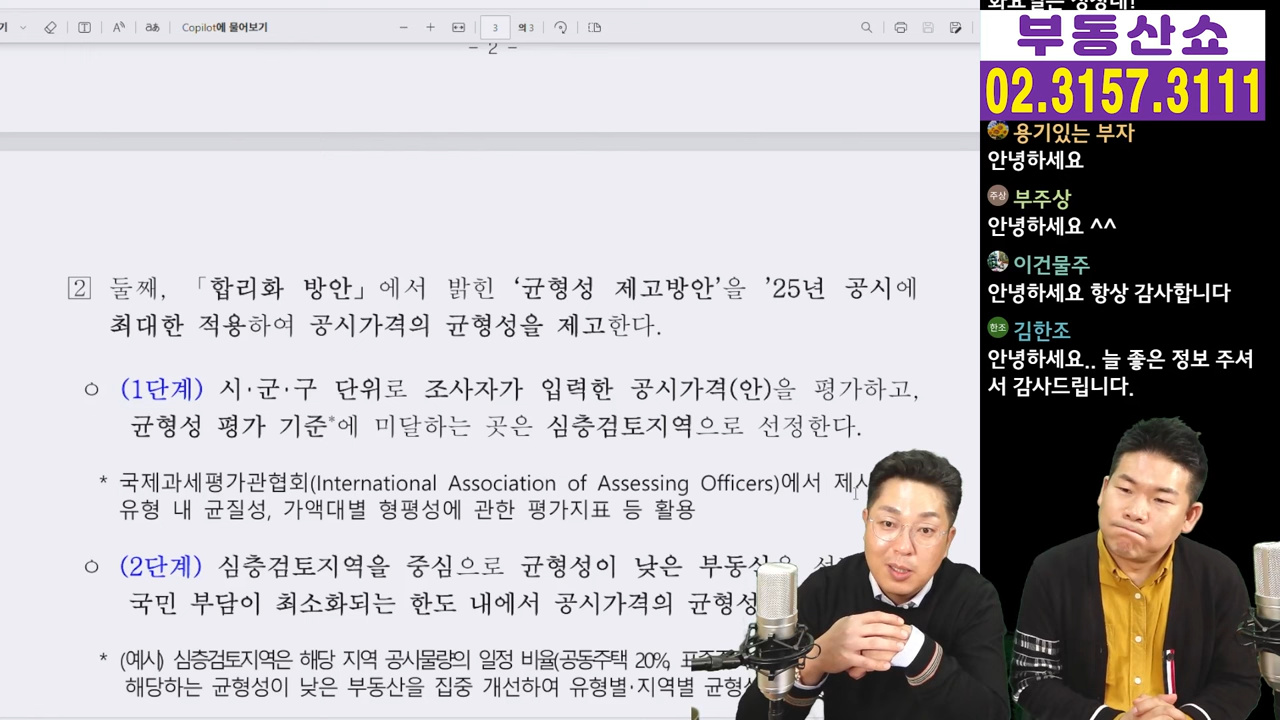 Copilot에 물어보기
3
의 3
- 2 -
2 둘째, 「합리화 방안」에서 밝힌 ‘균형성 제고방안’을 ’25년 공시에
최대한 적용하여 공시가격의 균형성을 제고한다.
ㅇ (1단계) 시·군·구 단위로 조사자가 입력한 공시가격(안)을 평가하고,
균형성 평가 기준*에 미달하는 곳은 심층검토지역으로 선정한다.
* 국제과세평가관협회(International Association of Assessing Officers)에서 제시
유형 내 균질성, 가액대별 형평성에 관한 평가지표 등 활용
ㅇ (2단계) 심층검토지역을 중심으로 균형성이 낮은 부동산을
국민 부담이 최소화되는 한도 내에서 공시가격의 균형성
* (예시) 심층검토지역은 해당 지역 공시물량의 일정 비율(공동주택 20%,
해당하는 균형성이 낮은 부동산을 집중 개선하여 유형별·지역별
부동산쇼
02.3157.3111
용기있는 부자
안녕하세요
주상 부주상
안녕하세요 ^^
이건물주
안녕하세요 항상 감사합니다
한조 김한조
안녕하세요.. 늘 좋은 정보 주셔
서 감사드립니다.